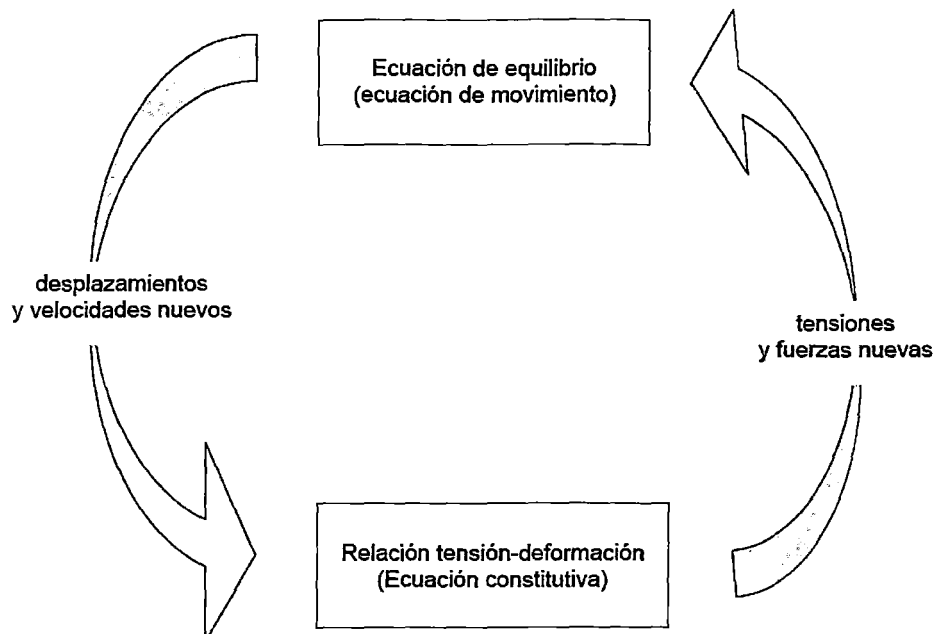 Ecuación de equilibrio
(ecuación de movimiento)
desplazamientos
y velocidades nuevos
tensiones
y fuerzas nuevas
Relación tensión-deformación
(Ecuación constitutiva)